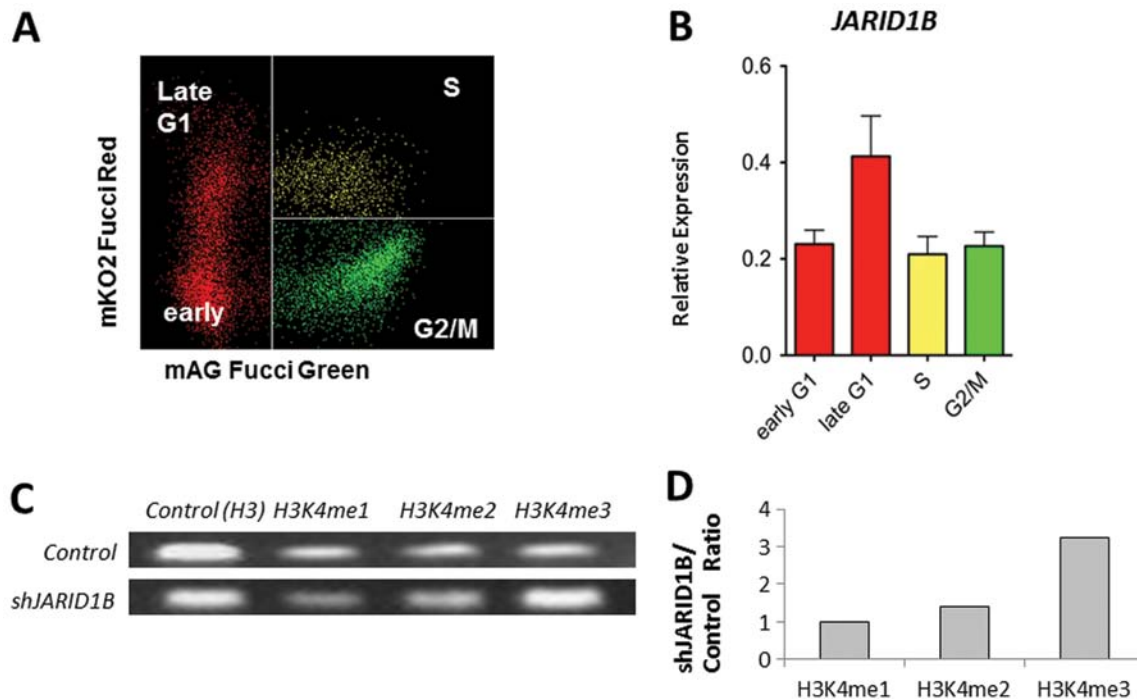 A
Late
G1
S
early
G2/M
mKO2 Fucci Red
mAG Fucci Green
B
JARID1B
Relative Expression
0.6
0.4
0.2
0.0
early G1
late G1
S
G2/M
C
Control (H3) H3K4me1 H3K4me2 H3K4me3
Control
shJARID1B
D
shJARID1B/
Control Ratio
4
3
2
1
0
H3K4me1 H3K4me2 H3K4me3